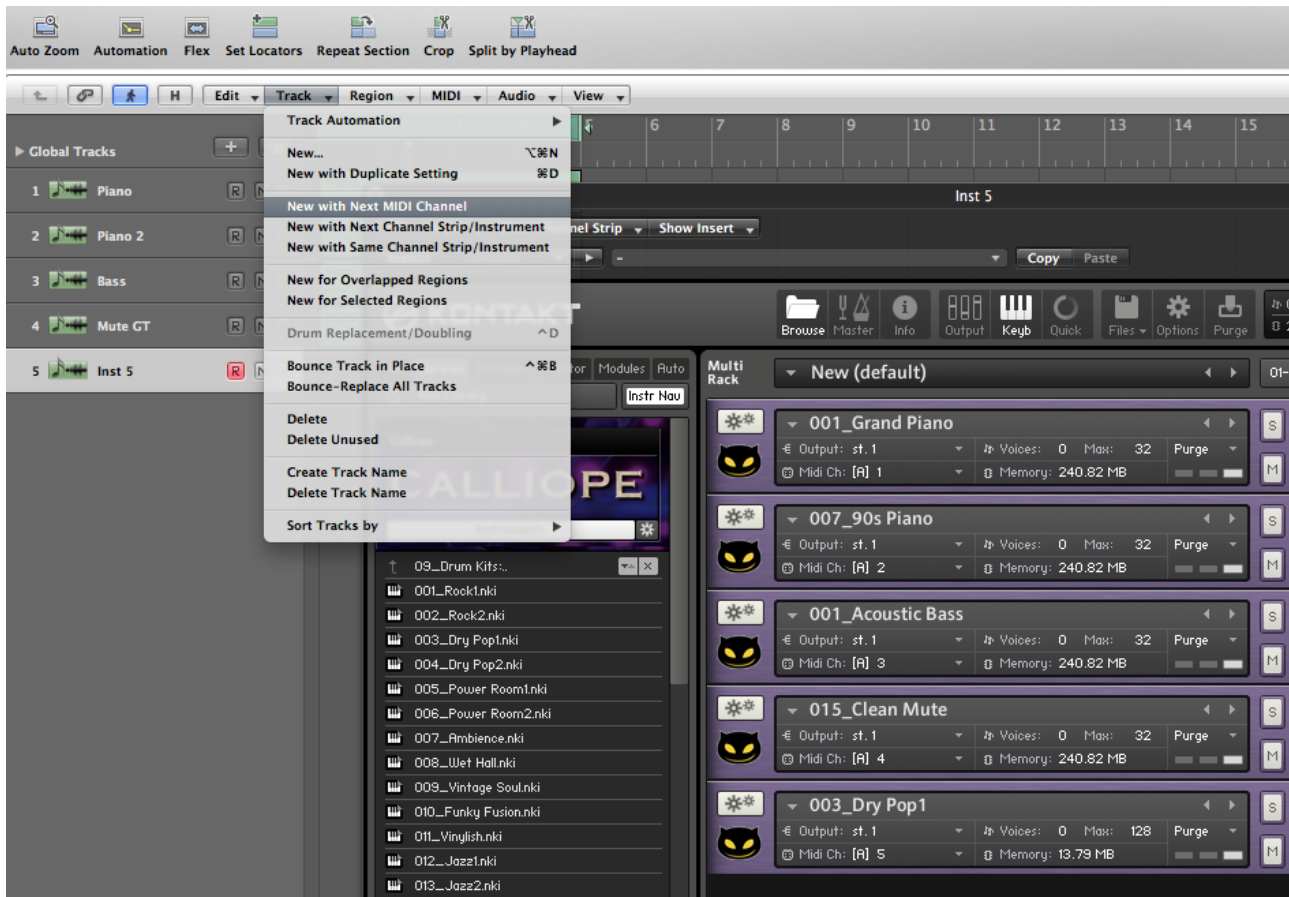 Auto Zoom Automation Flex Set Locators Repeat Section Crop Split by Playhead
H Edit Track Region MIDI Audio View
Track Automation
New... ⌥⌘N
New with Duplicate Setting ⌘D
New with Next MIDI Channel
New with Next Channel Strip/Instrument
New with Same Channel Strip/Instrument
New for Overlapped Regions
New for Selected Regions
Drum Replacement/Doubling ^D
Bounce Track in Place ^⌘B
Bounce-Replace All Tracks
Delete
Delete Unused
Create Track Name
Delete Track Name
Sort Tracks by
5 6 7 8 9 10 11 12 13 14 15
Global Tracks
1 Piano R
2 Piano 2 R
3 Bass R
4 Mute GT R
5 Inst 5 R
Inst 5
Show Insert
-
Copy Paste
KONTAKT
Browse Master Info Output Keyb Quick Files Options Purge
Modules Auto
Instr Nav
CALLIOPE
09_Drum Kits:..
001_Rock1.nki
002_Rock2.nki
003_Dry Pop1.nki
004_Dry Pop2.nki
005_Power Room1.nki
006_Power Room2.nki
007_Ambience.nki
008_Wet Hall.nki
009_Vintage Soul.nki
010_Funky Fusion.nki
011_Vinylish.nki
012_Jazz1.nki
013_Jazz2.nki
Multi
Rack
New (default) 01-
001_Grand Piano S
Output: st.1 Voices: 0 Max: 32 Purge
Midi Ch: [A] 1 Memory: 240.82 MB M
007_90s Piano S
Output: st.1 Voices: 0 Max: 32 Purge
Midi Ch: [A] 2 Memory: 240.82 MB M
001_Acoustic Bass S
Output: st.1 Voices: 0 Max: 32 Purge
Midi Ch: [A] 3 Memory: 240.82 MB M
015_Clean Mute S
Output: st.1 Voices: 0 Max: 32 Purge
Midi Ch: [A] 4 Memory: 240.82 MB M
003_Dry Pop1 S
Output: st.1 Voices: 0 Max: 128 Purge
Midi Ch: [A] 5 Memory: 13.79 MB M